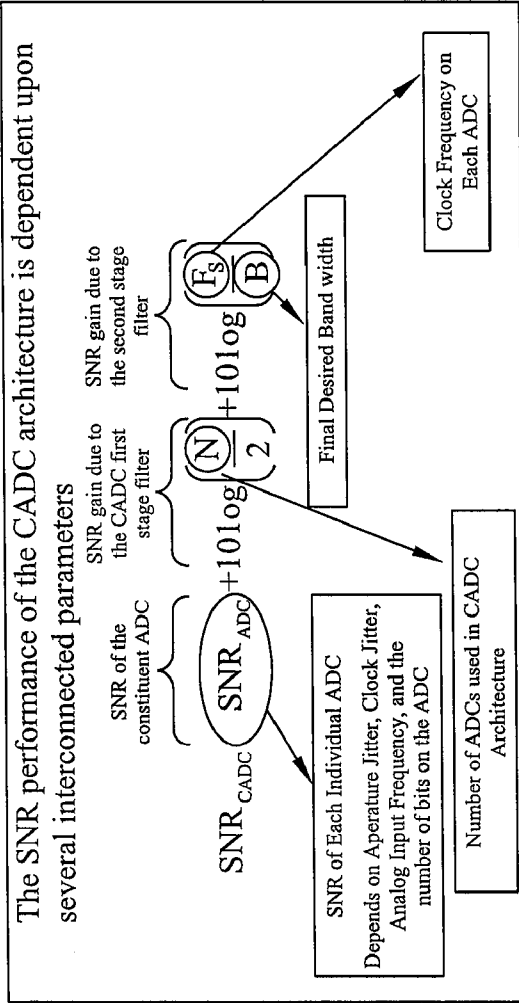 The SNR performance of the CADC architecture is dependent upon
several interconnected parameters
SNR of the
constituent ADC
SNR gain due to
the CADC first
stage filter
SNR gain due to
the second stage
filter
SNR_CADC SNR_ADC +10log(N/2) +10log(F_S/B)
SNR of Each Individual ADC
Depends on Aperature Jitter, Clock Jitter,
Analog Input Frequency, and the
number of bits on the ADC
Number of ADCs used in CADC
Architecture
Final Desired Band width
Clock Frequency on
Each ADC